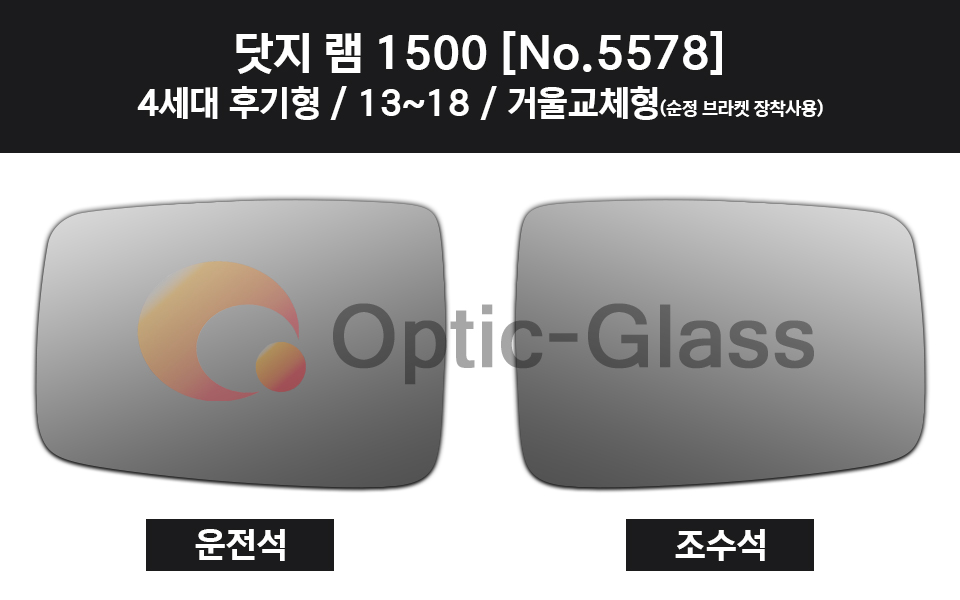 닷지 램 1500 [No.5578]
4세대 후기형 / 13~18 / 거울교체형(순정 브라켓 장착사용)
Optic-Glass
운전석
조수석